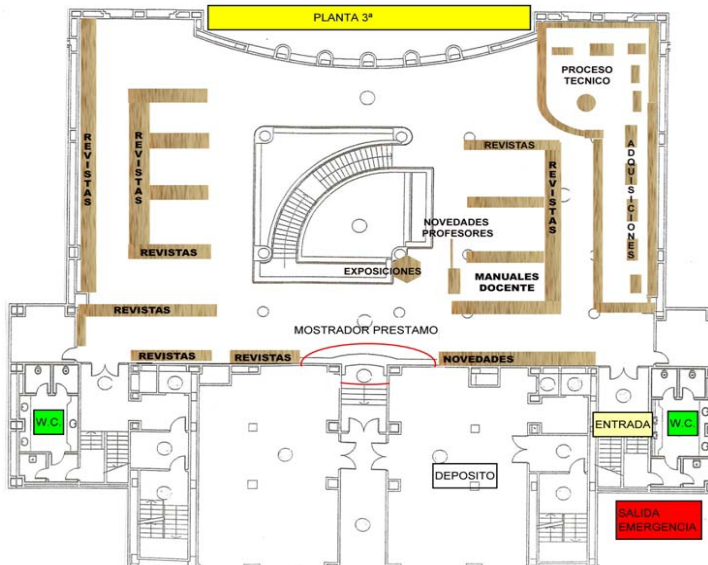 PLANTA 3ª
PROCESO
TECNICO
REVISTAS
REVISTAS
REVISTAS
REVISTAS
ADQUISICIONES
NOVEDADES
PROFESORES
REVISTAS
EXPOSICIONES
MANUALES
DOCENTE
REVISTAS
MOSTRADOR PRESTAMO
REVISTAS
REVISTAS
NOVEDADES
W.C.
ENTRADA
W.C.
DEPOSITO
SALIDA
EMERGENCIA